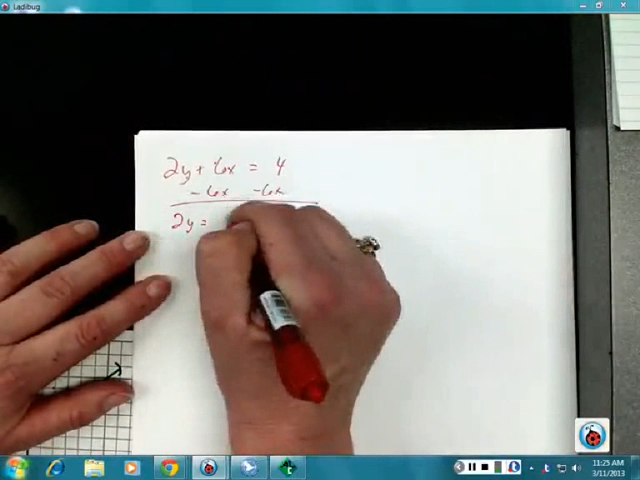 Ladibug
2y + 6x = 4
- 6x -6x
2y =
11:25 AM
3/11/2013